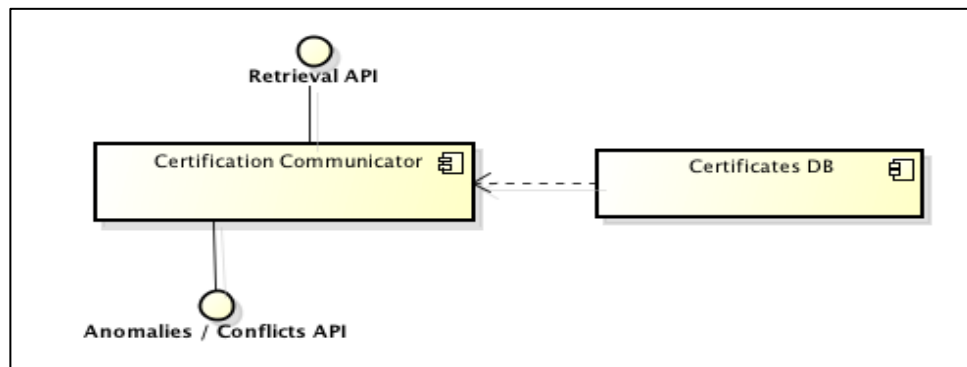 Retrieval API
Certification Communicator
Certificates DB
Anomalies / Conflicts API